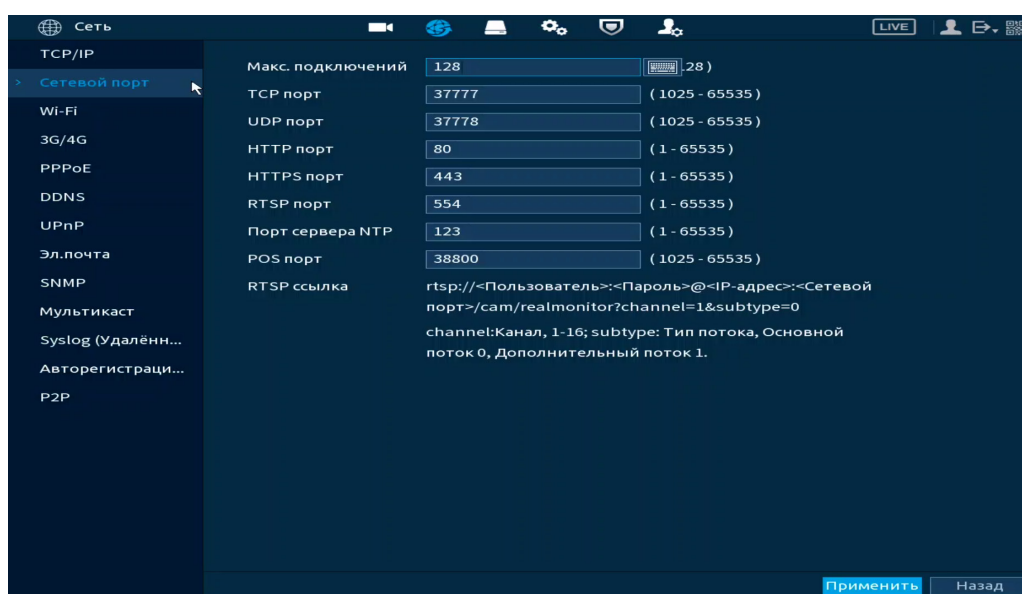 Сеть
LIVE
TCP/IP
Сетевой порт
Wi-Fi
3G/4G
PPPoE
DDNS
UPnP
Эл.почта
SNMP
Мультикаст
Syslog (Удалённ...
Авторегистраци...
P2P
Макс. подключений 128 .28 )
TCP порт 37777 ( 1025 - 65535 )
UDP порт 37778 ( 1025 - 65535 )
HTTP порт 80 ( 1 - 65535 )
HTTPS порт 443 ( 1 - 65535 )
RTSP порт 554 ( 1 - 65535 )
Порт сервера NTP 123 ( 1 - 65535 )
POS порт 38800 ( 1025 - 65535 )
RTSP ссылка rtsp://<Пользователь>:<Пароль>@<IP-адрес>:<Сетевой
порт>/cam/realmonitor?channel=1&subtype=0
channel:Канал, 1-16; subtype: Тип потока, Основной
поток 0, Дополнительный поток 1.
Применить Назад